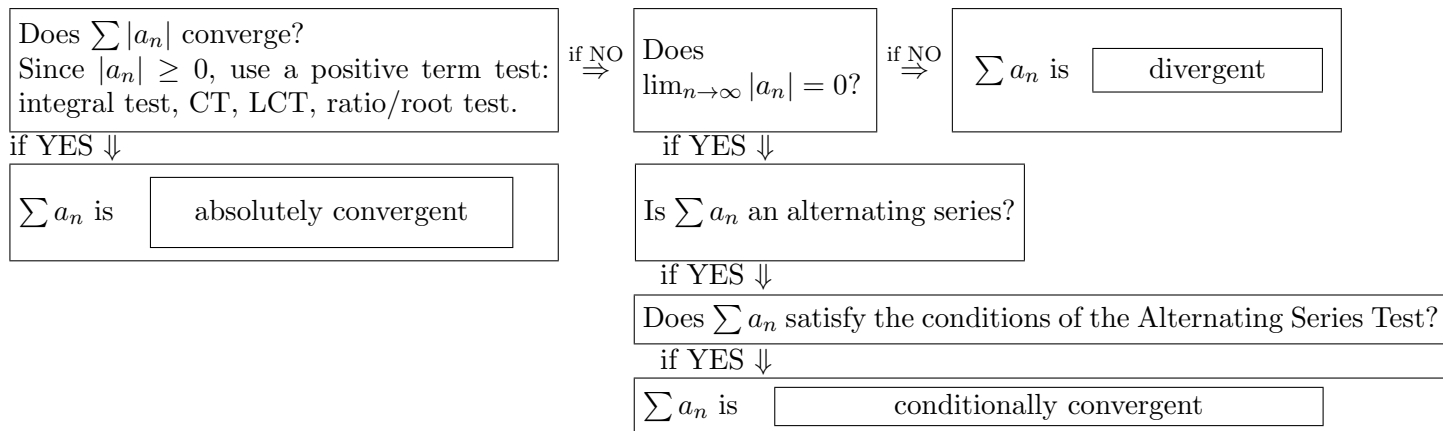 Does ∑ |aₙ| converge?
Since |aₙ| ≥ 0, use a positive term test:
integral test, CT, LCT, ratio/root test.
if NO
⇒
Does
limₙ→∞ |aₙ| = 0?
if NO
⇒
∑ aₙ is divergent
if YES ⇓
if YES ⇓
∑ aₙ is absolutely convergent
Is ∑ aₙ an alternating series?
if YES ⇓
Does ∑ aₙ satisfy the conditions of the Alternating Series Test?
if YES ⇓
∑ aₙ is conditionally convergent